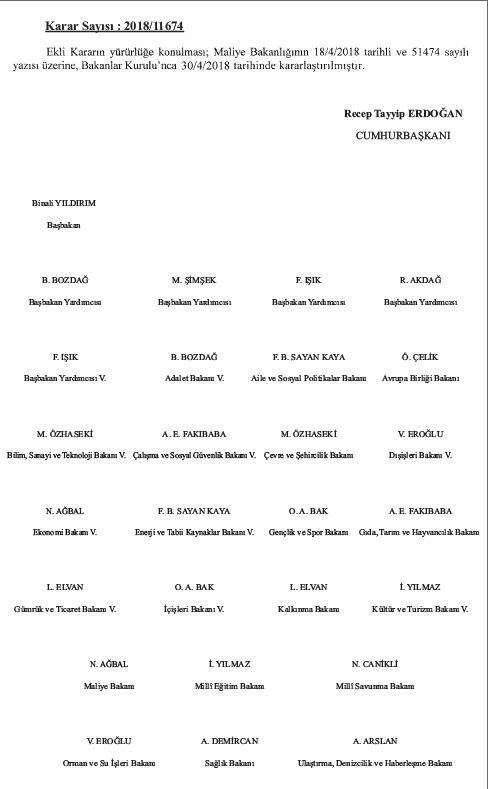 Karar Sayısı : 2018/11674
Ekli Kararın yürürlüğe konulması; Maliye Bakanlığının 18/4/2018 tarihli ve 51474 sayılı
yazısı üzerine, Bakanlar Kurulu'nca 30/4/2018 tarihinde kararlaştırılmıştır.
Recep Tayyip ERDOĞAN
CUMHURBAŞKANI
Binali YILDIRIM
Başbakan
B. BOZDAĞ M. ŞİMŞEK F. IŞIK R. AKDAĞ
Başbakan Yardımcısı Başbakan Yardımcısı Başbakan Yardımcısı Başbakan Yardımcısı
F. IŞIK B. BOZDAĞ F. B. SAYAN KAYA Ö. ÇELİK
Başbakan Yardımcısı V. Adalet Bakanı V. Aile ve Sosyal Politikalar Bakanı Avrupa Birliği Bakanı
M. ÖZHASEKİ A. E. FAKIBABA M. ÖZHASEKİ V. EROĞLU
Bilim, Sanayi ve Teknoloji Bakanı V. Çalışma ve Sosyal Güvenlik Bakanı V. Çevre ve Şehircilik Bakanı Dışişleri Bakanı V.
N. AĞBAL F. B. SAYAN KAYA O. A. BAK A. E. FAKIBABA
Ekonomi Bakanı V. Enerji ve Tabii Kaynaklar Bakanı V. Gençlik ve Spor Bakanı Gıda, Tarım ve Hayvancılık Bakanı
L. ELVAN O. A. BAK L. ELVAN İ. YILMAZ
Gümrük ve Ticaret Bakanı V. İçişleri Bakanı V. Kalkınma Bakanı Kültür ve Turizm Bakanı V.
N. AĞBAL İ. YILMAZ N. CANİKLİ
Maliye Bakanı Millî Eğitim Bakanı Millî Savunma Bakanı
V. EROĞLU A. DEMİRCAN A. ARSLAN
Orman ve Su İşleri Bakanı Sağlık Bakanı Ulaştırma, Denizcilik ve Haberleşme Bakanı